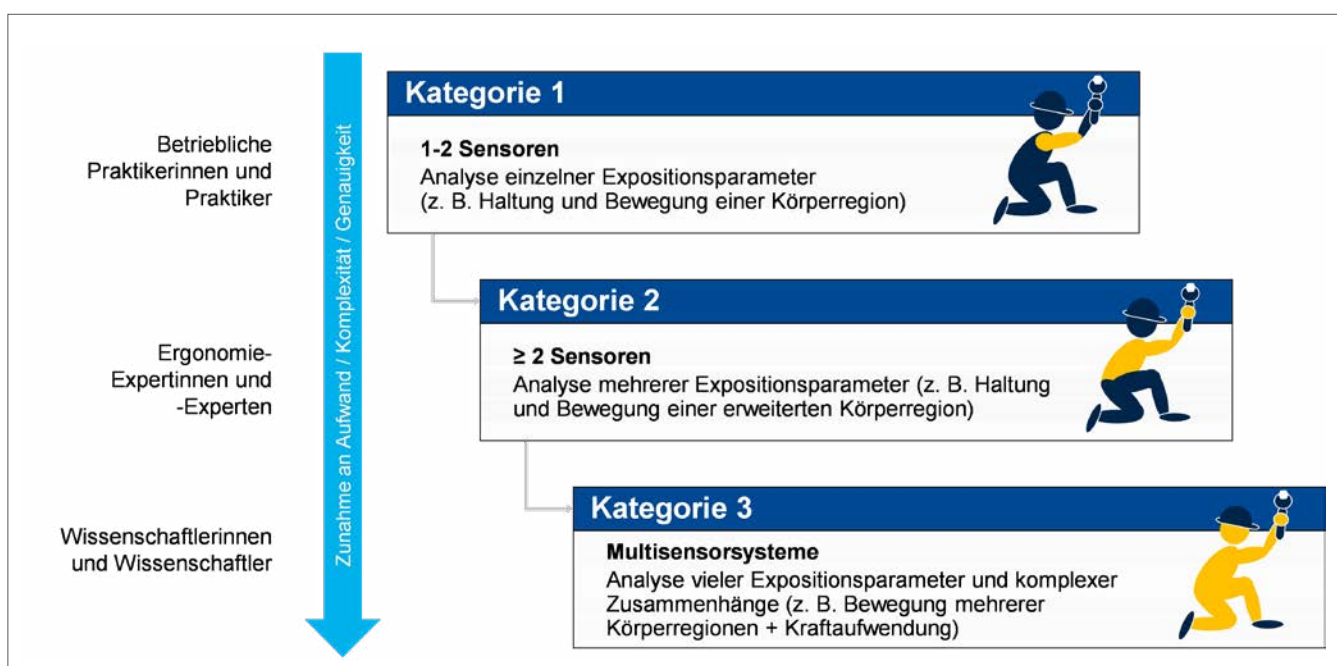 Betriebliche
Praktikerinnen und
Praktiker
Zunahme an Aufwand / Komplexität / Genauigkeit
Kategorie 1
1-2 Sensoren
Analyse einzelner Expositionsparameter
(z. B. Haltung und Bewegung einer Körperregion)
Ergonomie-
Expertinnen und
-Experten
Kategorie 2
≥ 2 Sensoren
Analyse mehrerer Expositionsparameter (z. B. Haltung
und Bewegung einer erweiterten Körperregion)
Wissenschaftlerinnen
und Wissenschaftler
Kategorie 3
Multisensorsysteme
Analyse vieler Expositionsparameter und komplexer
Zusammenhänge (z. B. Bewegung mehrerer
Körperregionen + Kraftaufwendung)